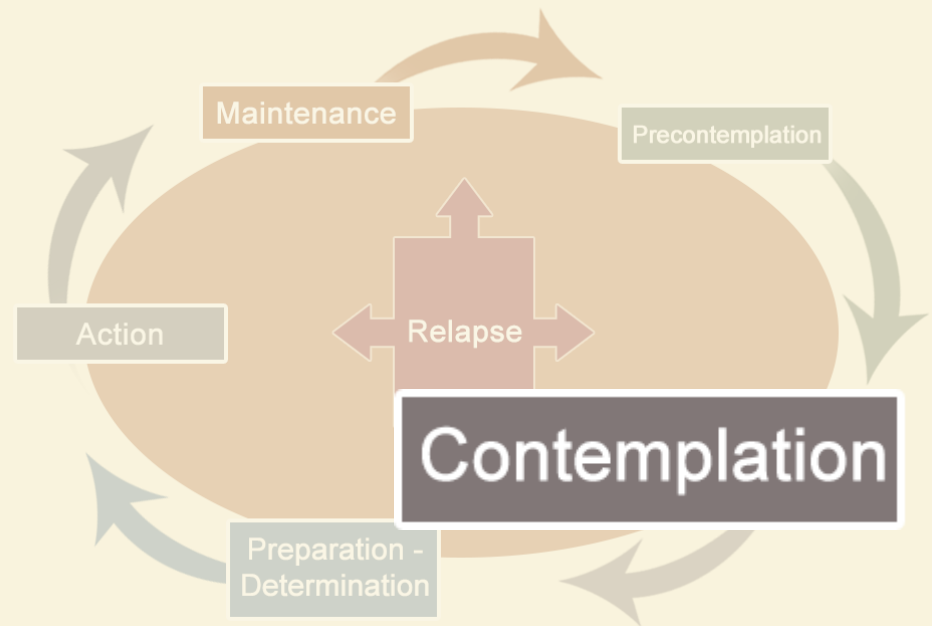 Maintenance
Precontemplation
Action
Relapse
Contemplation
Preparation -
Determination